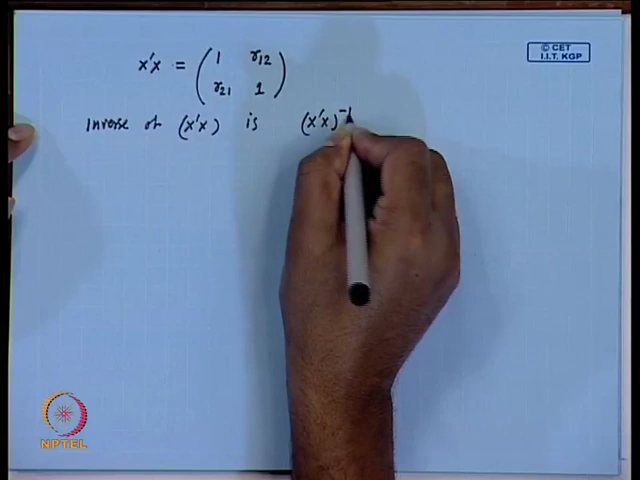 © CET
I.I.T. KGP
x'x = ( 1 r12
r21 1 )
Inverse of (x'x) is (x'x)⁻¹
NPTEL